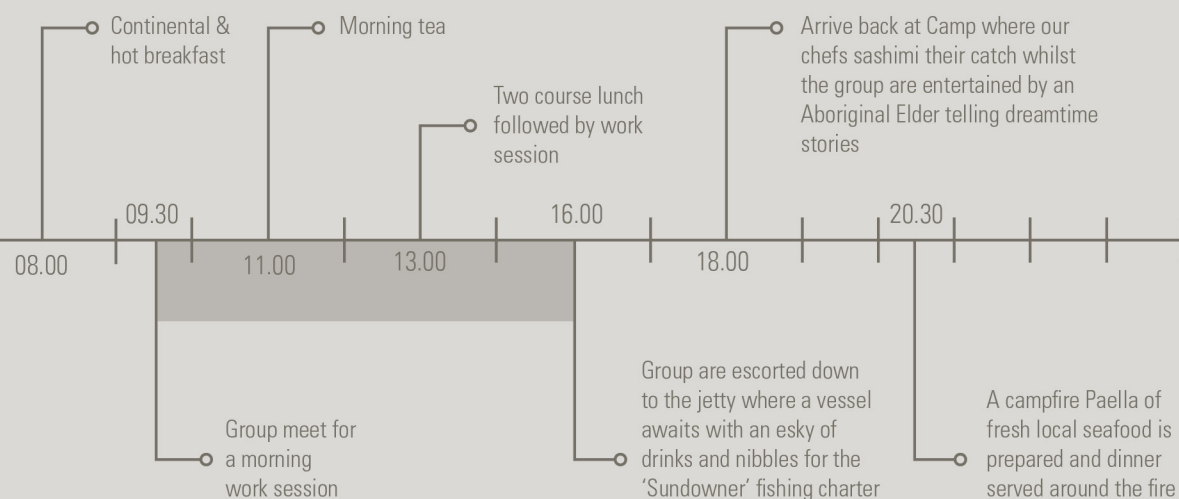 Continental &
hot breakfast
Morning tea
Two course lunch
followed by work
session
Arrive back at Camp where our
chefs sashimi their catch whilst
the group are entertained by an
Aboriginal Elder telling dreamtime
stories
09.30
16.00
20.30
08.00
11.00
13.00
18.00
Group meet for
a morning
work session
Group are escorted down
to the jetty where a vessel
awaits with an esky of
drinks and nibbles for the
‘Sundowner’ fishing charter
A campfire Paella of
fresh local seafood is
prepared and dinner
served around the fire